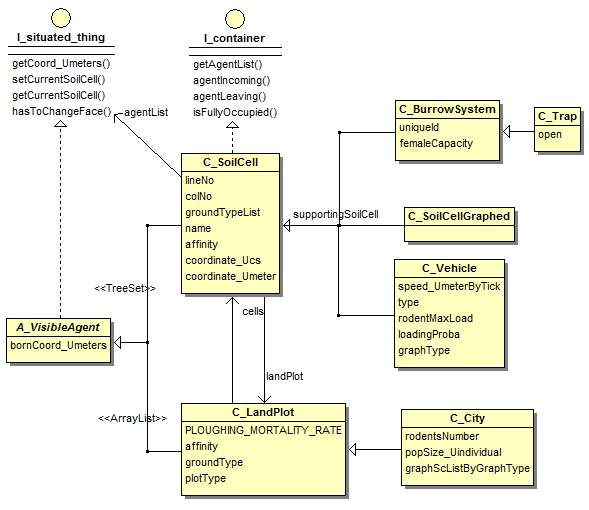 I_situated_thing
getCoord_Umeters()
setCurrentSoilCell()
getCurrentSoilCell()
hasToChangeFace()
I_container
getAgentList()
agentIncoming()
agentLeaving()
isFullyOccupied()
agentList
C_SoilCell
lineNo
colNo
groundTypeList
name
affinity
coordinate_Ucs
coordinate_Umeter
C_BurrowSystem
uniqueId
femaleCapacity
C_Trap
open
supportingSoilCell
C_SoilCellGraphed
C_Vehicle
speed_UmeterByTick
type
rodentMaxLoad
loadingProba
graphType
<<TreeSet>>
A_VisibleAgent
bornCoord_Umeters
cells
landPlot
<<ArrayList>>
C_LandPlot
PLOUGHING_MORTALITY_RATE
affinity
groundType
plotType
C_City
rodentsNumber
popSize_Uindividual
graphScListByGraphType